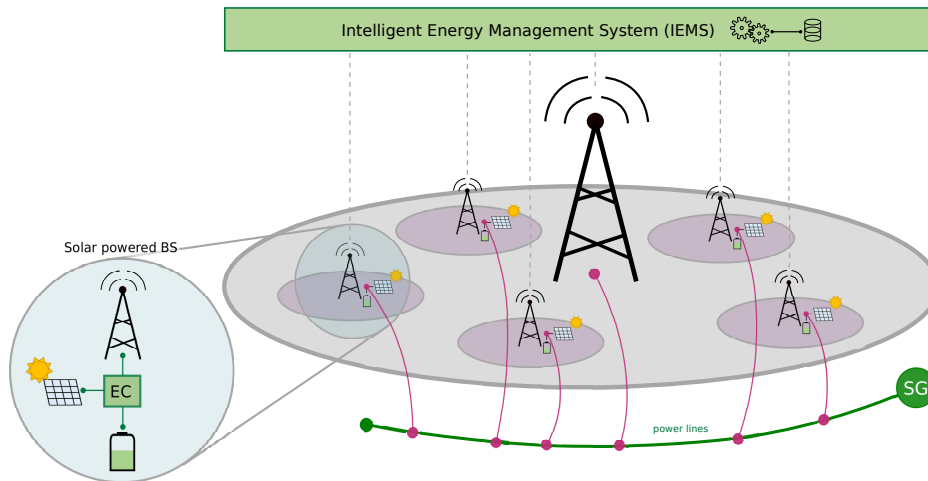 Intelligent Energy Management System (IEMS)
Solar powered BS
EC
SG
power lines